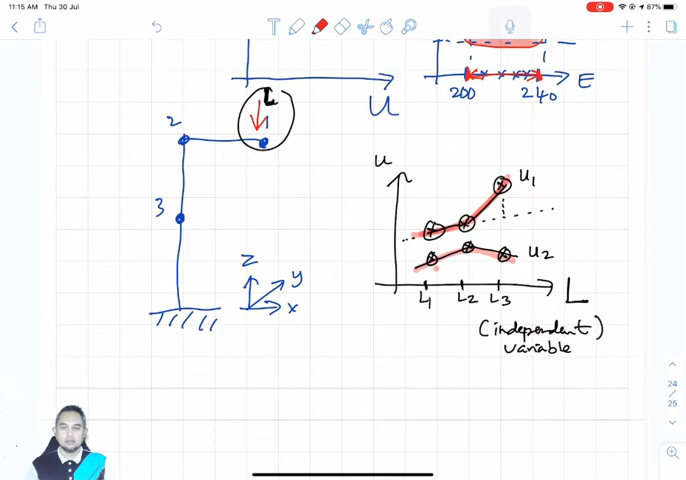 11:15 AM Thu 30 Jul
87%
T
U
200
240
E
L
1
2
3
Z
y
x
u
u1
u2
L1
L2
L3
L
(independent)
variable
24
/
25